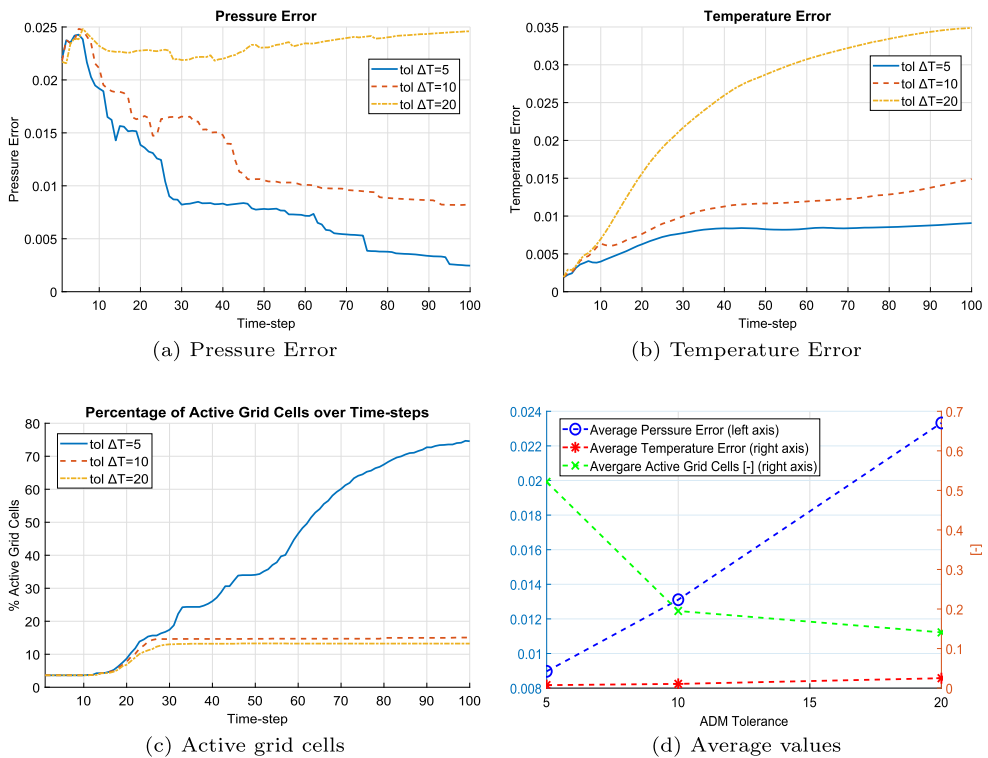 Pressure Error
0.025
0.02
0.015
0.01
0.005
0
Pressure Error
tol ΔT=5
tol ΔT=10
tol ΔT=20
10 20 30 40 50 60 70 80 90 100
Time-step
(a) Pressure Error
Temperature Error
0.035
0.03
0.025
0.02
0.015
0.01
0.005
0
Temperature Error
tol ΔT=5
tol ΔT=10
tol ΔT=20
10 20 30 40 50 60 70 80 90 100
Time-step
(b) Temperature Error
Percentage of Active Grid Cells over Time-steps
80
70
60
50
40
30
20
10
0
% Active Grid Cells
tol ΔT=5
tol ΔT=10
tol ΔT=20
10 20 30 40 50 60 70 80 90 100
Time-step
(c) Active grid cells
0.024
0.022
0.02
0.018
0.016
0.014
0.012
0.01
0.008
Average Perssure Error (left axis)
Average Temperature Error (right axis)
Avergare Active Grid Cells [-] (right axis)
0.7
0.6
0.5
0.4
0.3
0.2
0.1
0
[-]
5 10 15 20
ADM Tolerance
(d) Average values